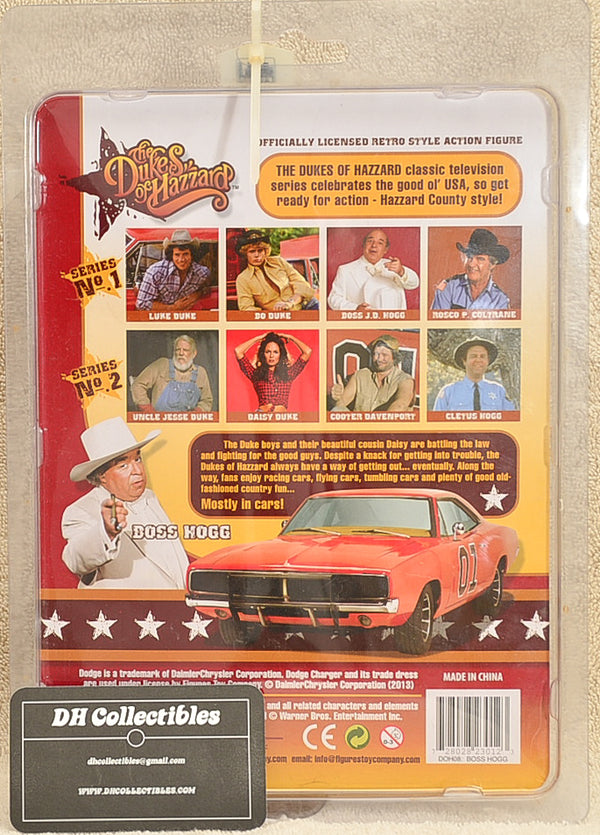 The
Dukes
of Hazzard™
OFFICIALLY LICENSED RETRO STYLE ACTION FIGURE
THE DUKES OF HAZZARD classic television
series celebrates the good ol' USA, so get
ready for action - Hazzard County style!
SERIES
No.1
LUKE DUKE
BO DUKE
BOSS J.D. HOGG
ROSCO P. COLTRANE
SERIES
No.2
UNCLE JESSE DUKE
DAISY DUKE
COOTER DAVENPORT
CLETUS HOGG
The Duke boys and their beautiful cousin Daisy are battling the law
and fighting for the good guys. Despite a knack for getting into trouble, the
Dukes of Hazzard always have a way of getting out... eventually. Along the
way, fans enjoy racing cars, flying cars, tumbling cars and plenty of good old-
fashioned country fun...
Mostly in cars!
BOSS HOGG
01
Dodge is a trademark of DaimlerChrysler Corporation. Dodge Charger and its trade dress
are used under license by Figures Toy Company. © DaimlerChrysler Corporation (2013)
MADE IN CHINA
and all related characters and elements
© Warner Bros. Entertainment Inc.
CE
0-3
y.com email: info@figurestoycompany.com
DOH08: BOSS HOGG
DH Collectibles
dhcollectibles@gmail.com
WWW.DHCOLLECTIBLES.COM